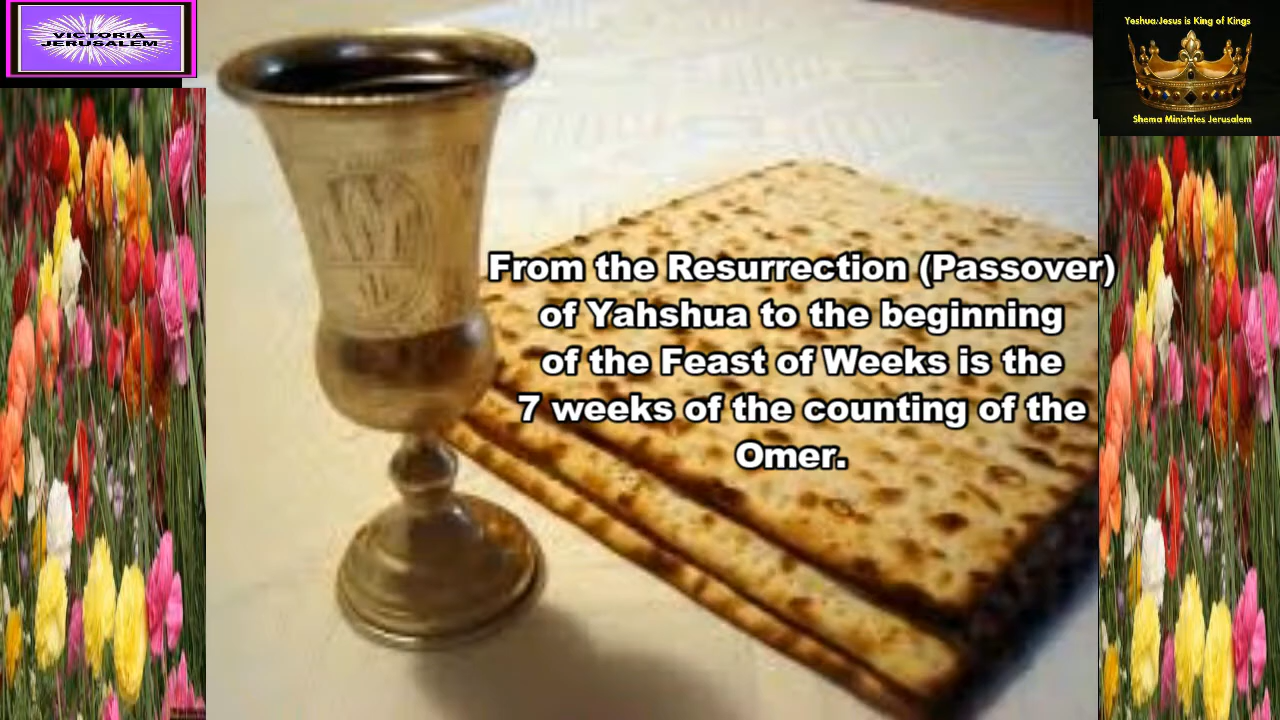 VICTORIA
JERUSALEM
Yeshua/Jesus is King of Kings
Shema Ministries Jerusalem
From the Resurrection (Passover)
of Yahshua to the beginning
of the Feast of Weeks is the
7 weeks of the counting of the
Omer.